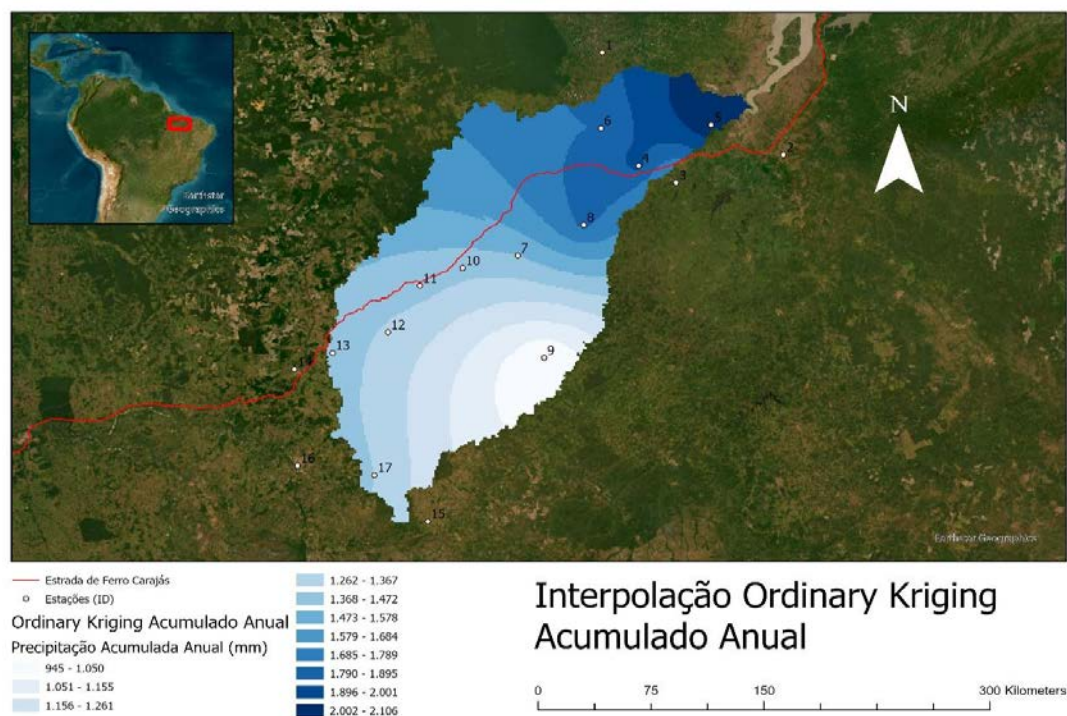 Earthstar
Geographics
1
N
5
6
2
4
3
8
7
10
11
12
13
9
14
16
17
15
Earthstar Geographics
Estrada de Ferro Carajás
Estações (ID)
Ordinary Kriging Acumulado Anual
Precipitação Acumulada Anual (mm)
945 - 1.050
1.051 - 1.155
1.156 - 1.261
1.262 - 1.367
1.368 - 1.472
1.473 - 1.578
1.579 - 1.684
1.685 - 1.789
1.790 - 1.895
1.896 - 2.001
2.002 - 2.106
Interpolação Ordinary Kriging
Acumulado Anual
0 75 150 300 Kilometers